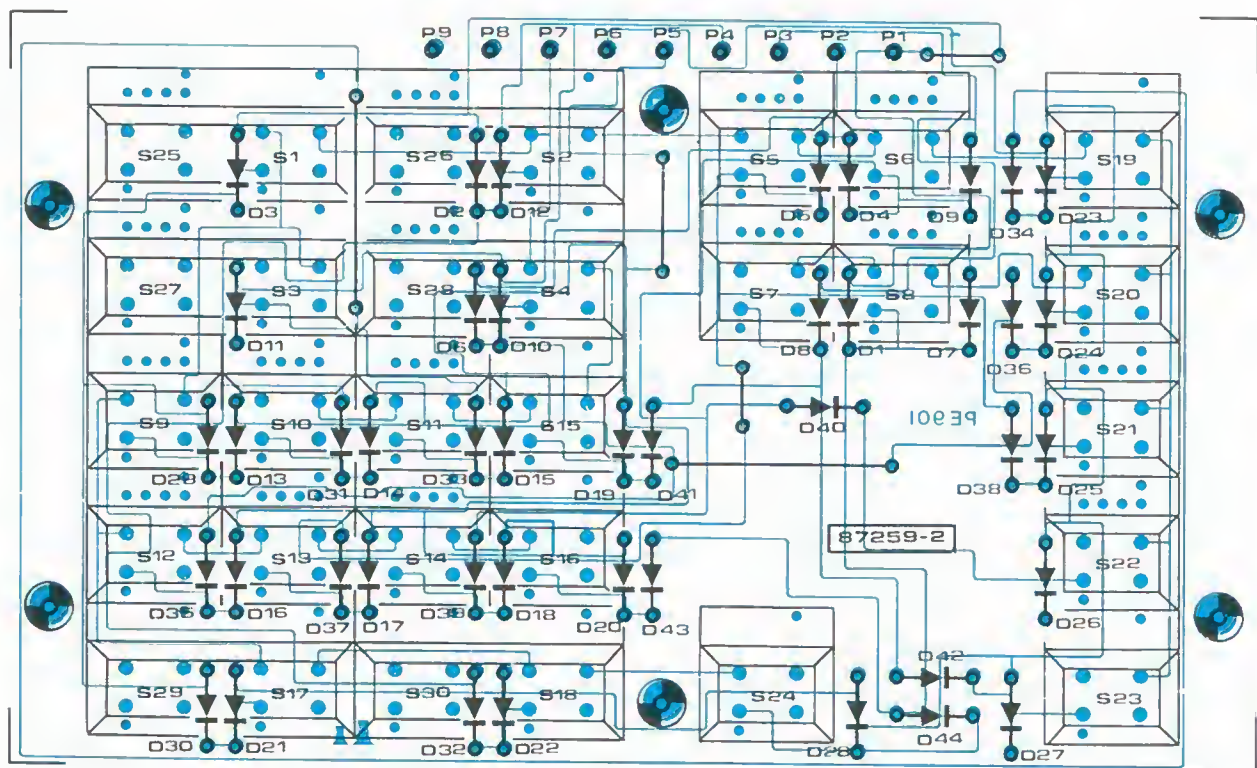 P9 P8 P7 P6 P5 P4 P3 P2 P1
S25 S1 S26 S2 S5 S6 S19
D3 D2 D12 D5 D4 D9 D34 D23
S27 S3 S28 S4 S7 S8 S20
D11 D6 D10 D8 D1 D7 D36 D24
S9 S10 S11 S15 D40 PE901 S21
D29 D13 D31 D14 D33 D15 D19 D41 D38 D25
S12 S13 S14 S16 87259-2 S22
D35 D16 D37 D17 D39 D18 D20 D43 D26
D42
S29 S17 S30 S18 S24 S23
D30 D21 D32 D22 D28 D44 D27